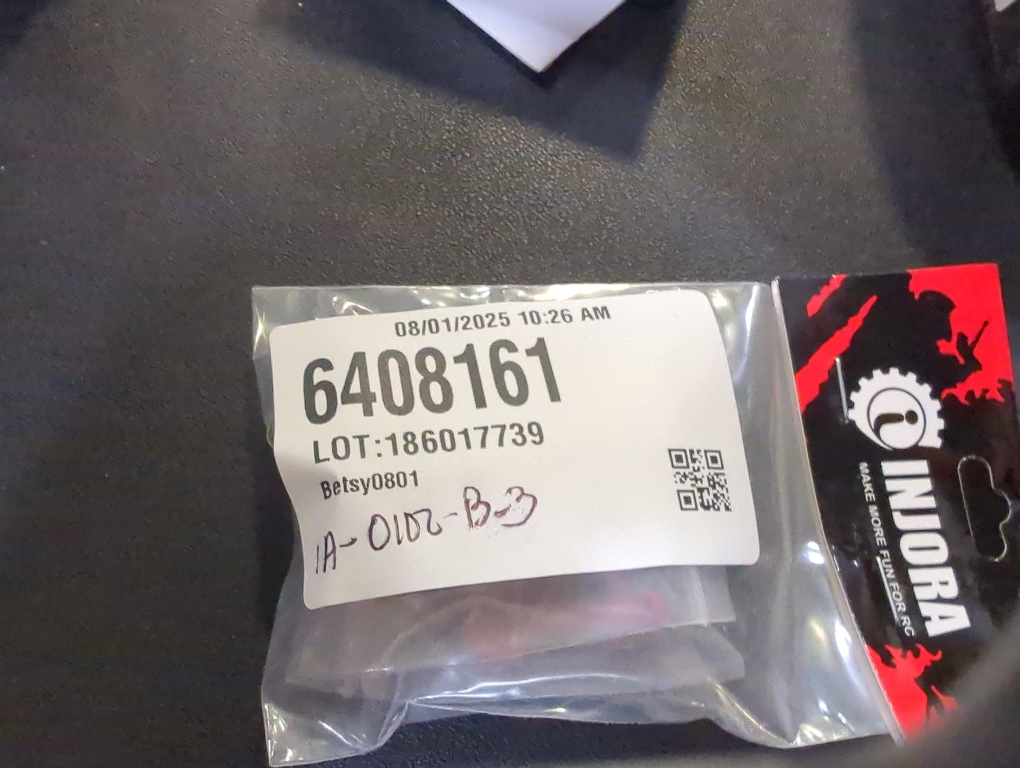 08/01/2025 10:26 AM
6408161
LOT:186017739
Betsy0801
1A-0102-B-3
INJORA
MAKE MORE FUN FOR RC